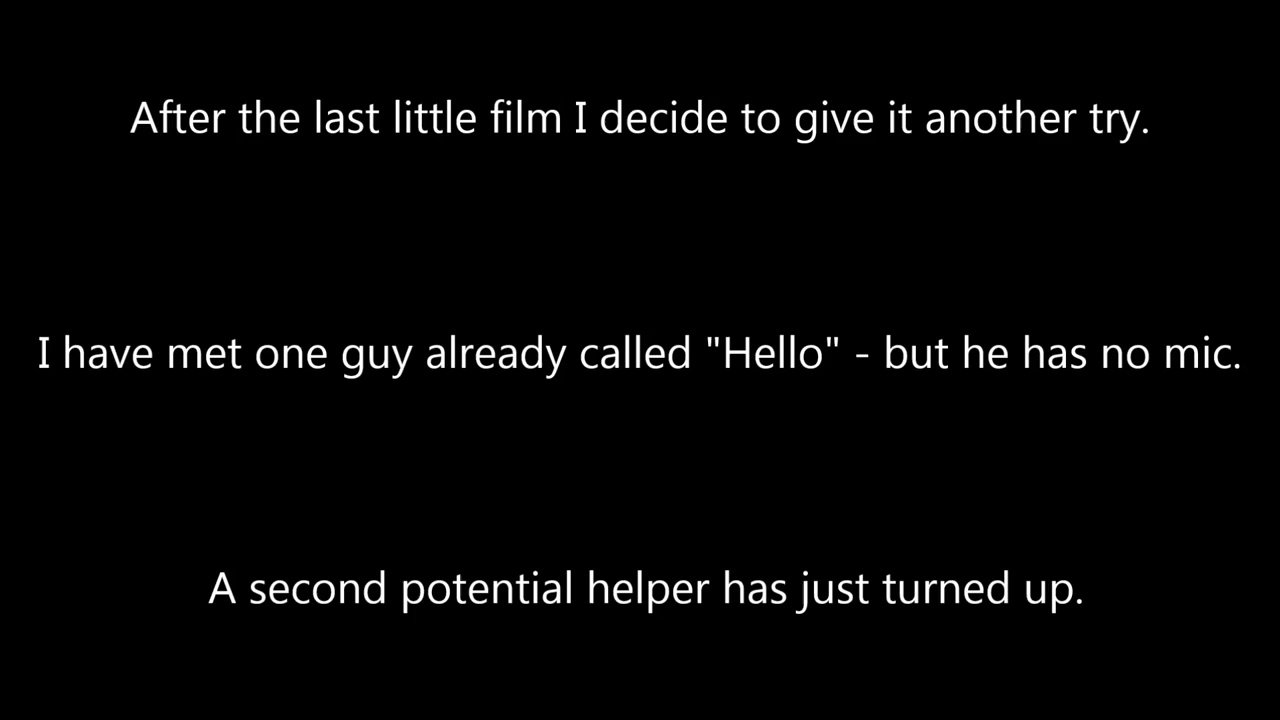 After the last little film I decide to give it another try.
I have met one guy already called "Hello" - but he has no mic.
A second potential helper has just turned up.